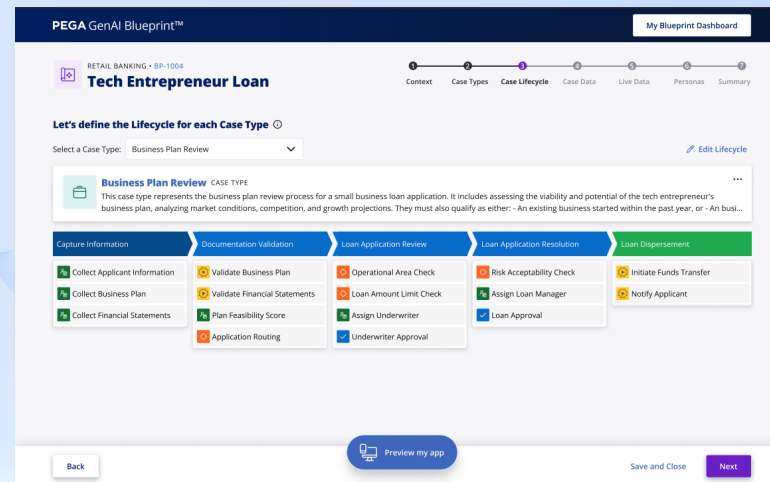 PEGA GenAI Blueprint™
My Blueprint Dashboard
RETAIL BANKING • BP-1004
Tech Entrepreneur Loan
1 2 3 4 5 6 7
Context Case Types Case Lifecycle Case Data Live Data Personas Summary
Let's define the Lifecycle for each Case Type
Select a Case Type: Business Plan Review
Edit Lifecycle
Business Plan Review CASE TYPE
This case type represents the business plan review process for a small business loan application. It includes assessing the viability and potential of the tech entrepreneur's
business plan, analyzing market conditions, competition, and growth projections. They must also qualify as either: - An existing business started within the past year, or - An busi...
Capture Information Documentation Validation Loan Application Review Loan Application Resolution Loan Dispersement
Collect Applicant Information Validate Business Plan Operational Area Check Risk Acceptability Check Initiate Funds Transfer
Collect Business Plan Validate Financial Statements Loan Amount Limit Check Assign Loan Manager Notify Applicant
Collect Financial Statements Plan Feasibility Score Assign Underwriter Loan Approval
Application Routing Underwriter Approval
Back
Preview my app
Save and Close
Next